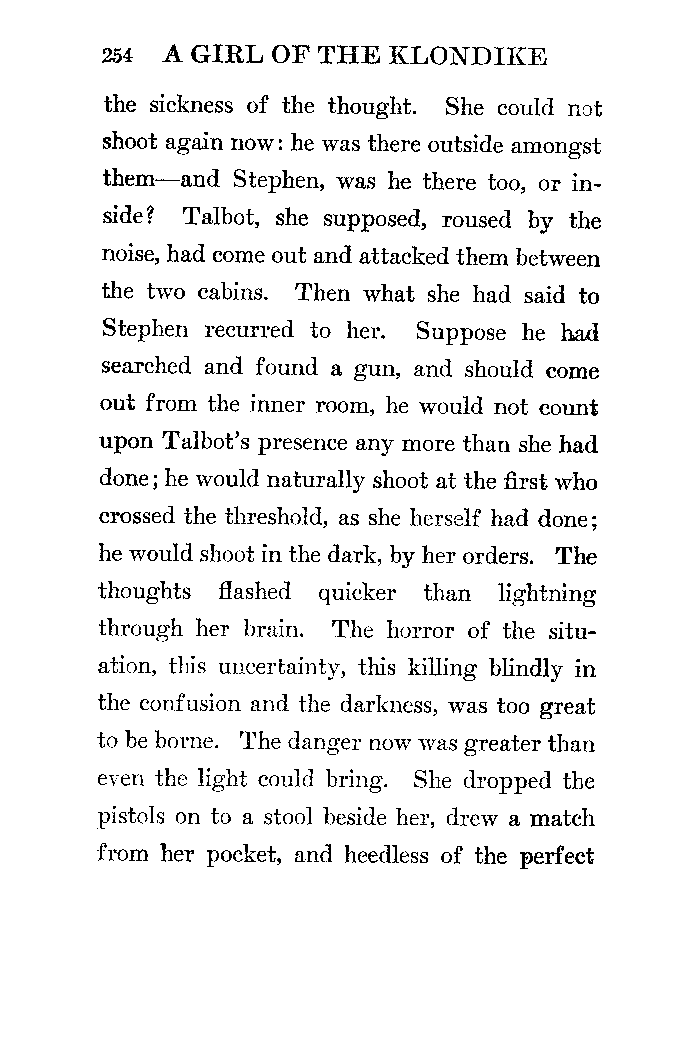 254 A GIRL OF THE KLONDIKE
the sickness of the thought. She could not
shoot again now: he was there outside amongst
them—and Stephen, was he there too, or in-
side? Talbot, she supposed, roused by the
noise, had come out and attacked them between
the two cabins. Then what she had said to
Stephen recurred to her. Suppose he had
searched and found a gun, and should come
out from the inner room, he would not count
upon Talbot's presence any more than she had
done; he would naturally shoot at the first who
crossed the threshold, as she herself had done;
he would shoot in the dark, by her orders. The
thoughts flashed quicker than lightning
through her brain. The horror of the situ-
ation, this uncertainty, this killing blindly in
the confusion and the darkness, was too great
to be borne. The danger now was greater than
even the light could bring. She dropped the
pistols on to a stool beside her, drew a match
from her pocket, and heedless of the perfect